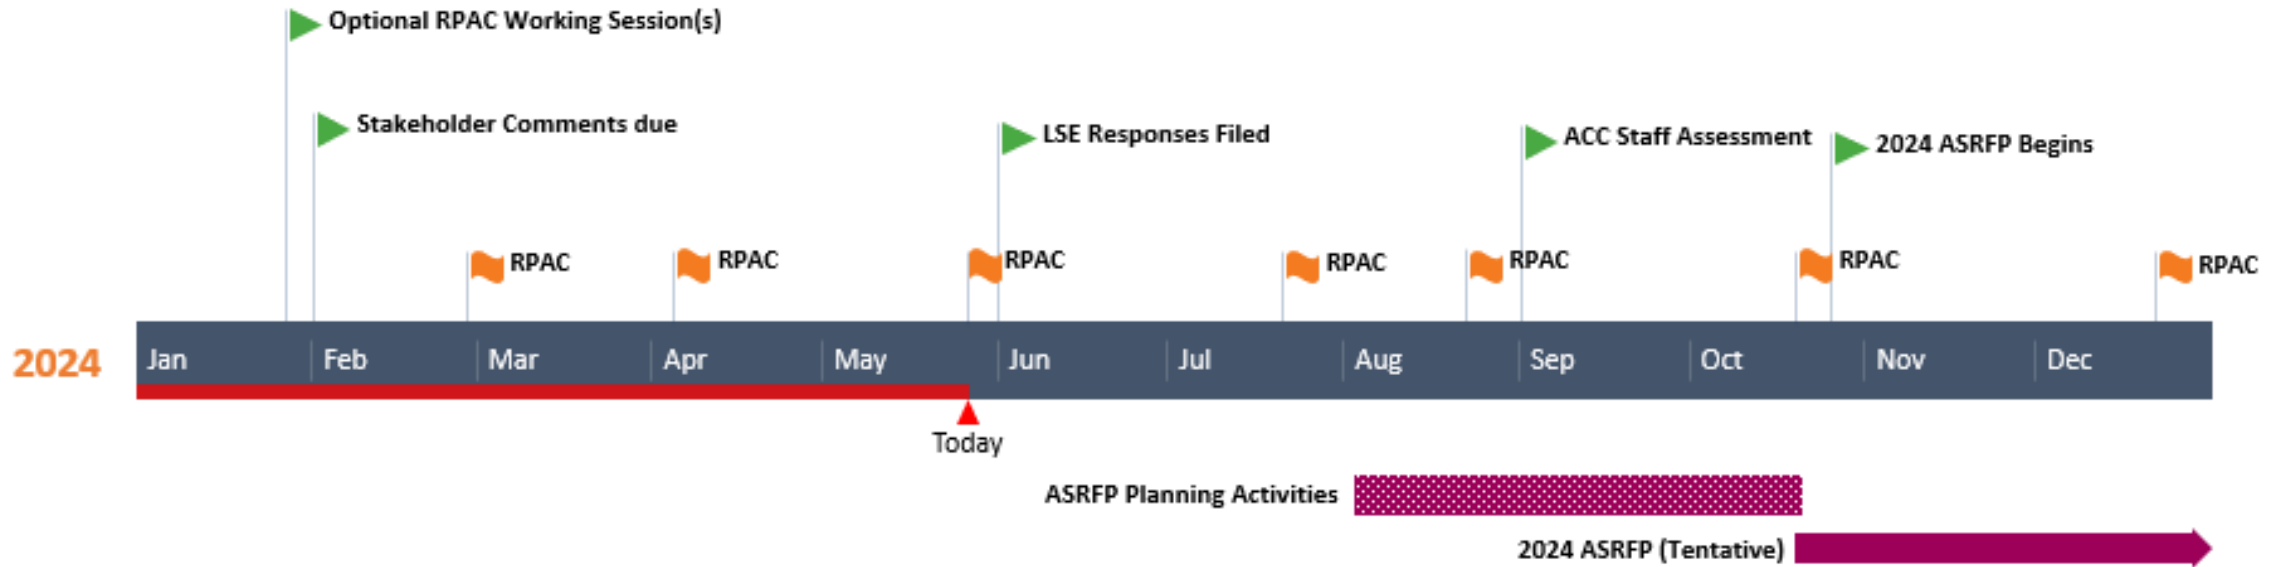 Optional RPAC Working Session(s)
Stakeholder Comments due
LSE Responses Filed
ACC Staff Assessment
2024 ASRFP Begins
RPAC
RPAC
RPAC
RPAC
RPAC
RPAC
RPAC
2024
Jan
Feb
Mar
Apr
May
Jun
Jul
Aug
Sep
Oct
Nov
Dec
Today
ASRFP Planning Activities
2024 ASRFP (Tentative)